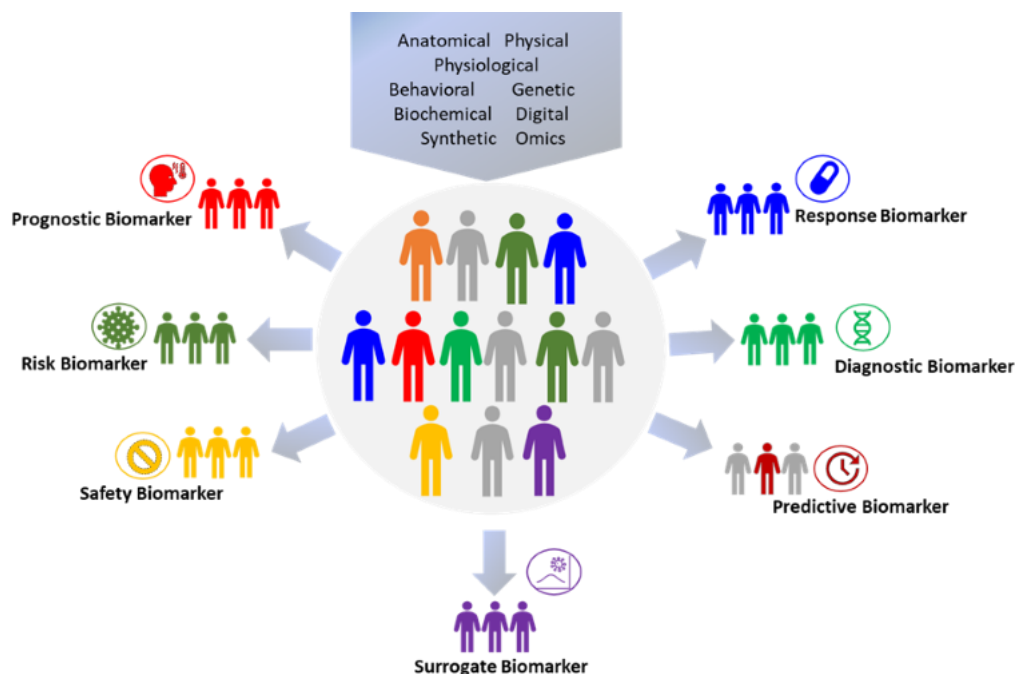 Anatomical Physical
Physiological
Behavioral Genetic
Biochemical Digital
Synthetic Omics
Prognostic Biomarker
Response Biomarker
Risk Biomarker
Diagnostic Biomarker
Safety Biomarker
Predictive Biomarker
Surrogate Biomarker